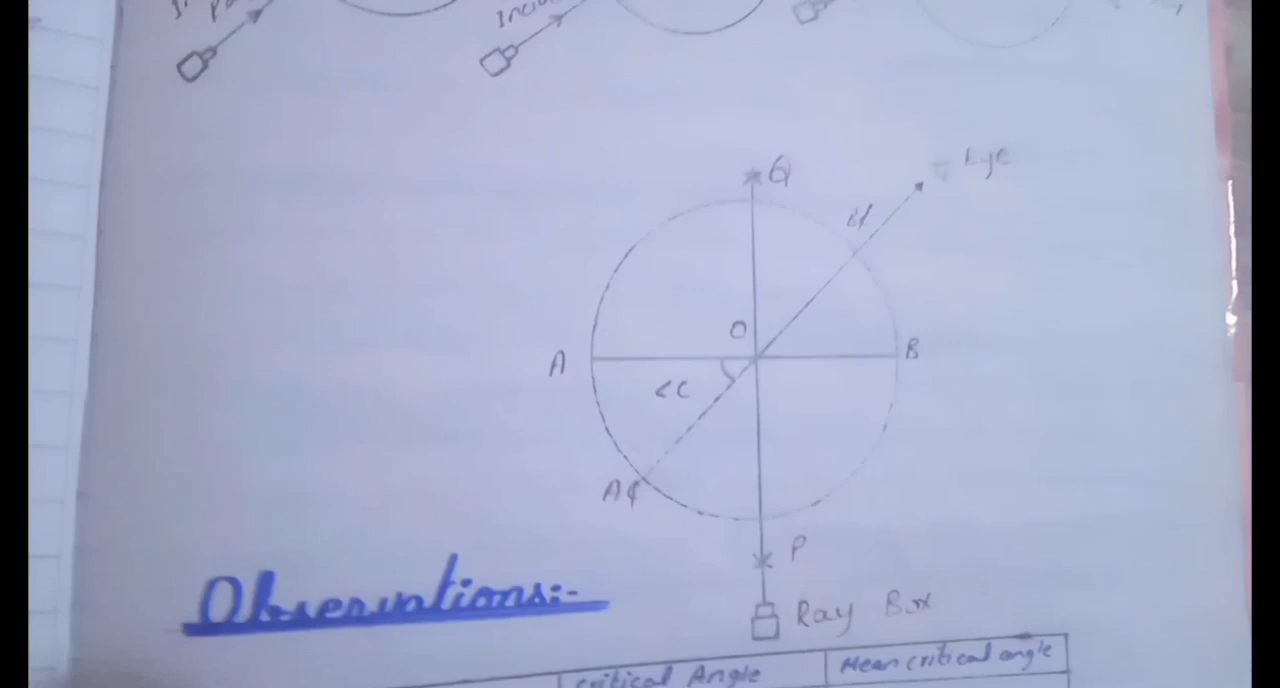 Q
Eye
O
A
B
<C
P
Ray Box
Observations:-
Critical Angle
Mean critical angle